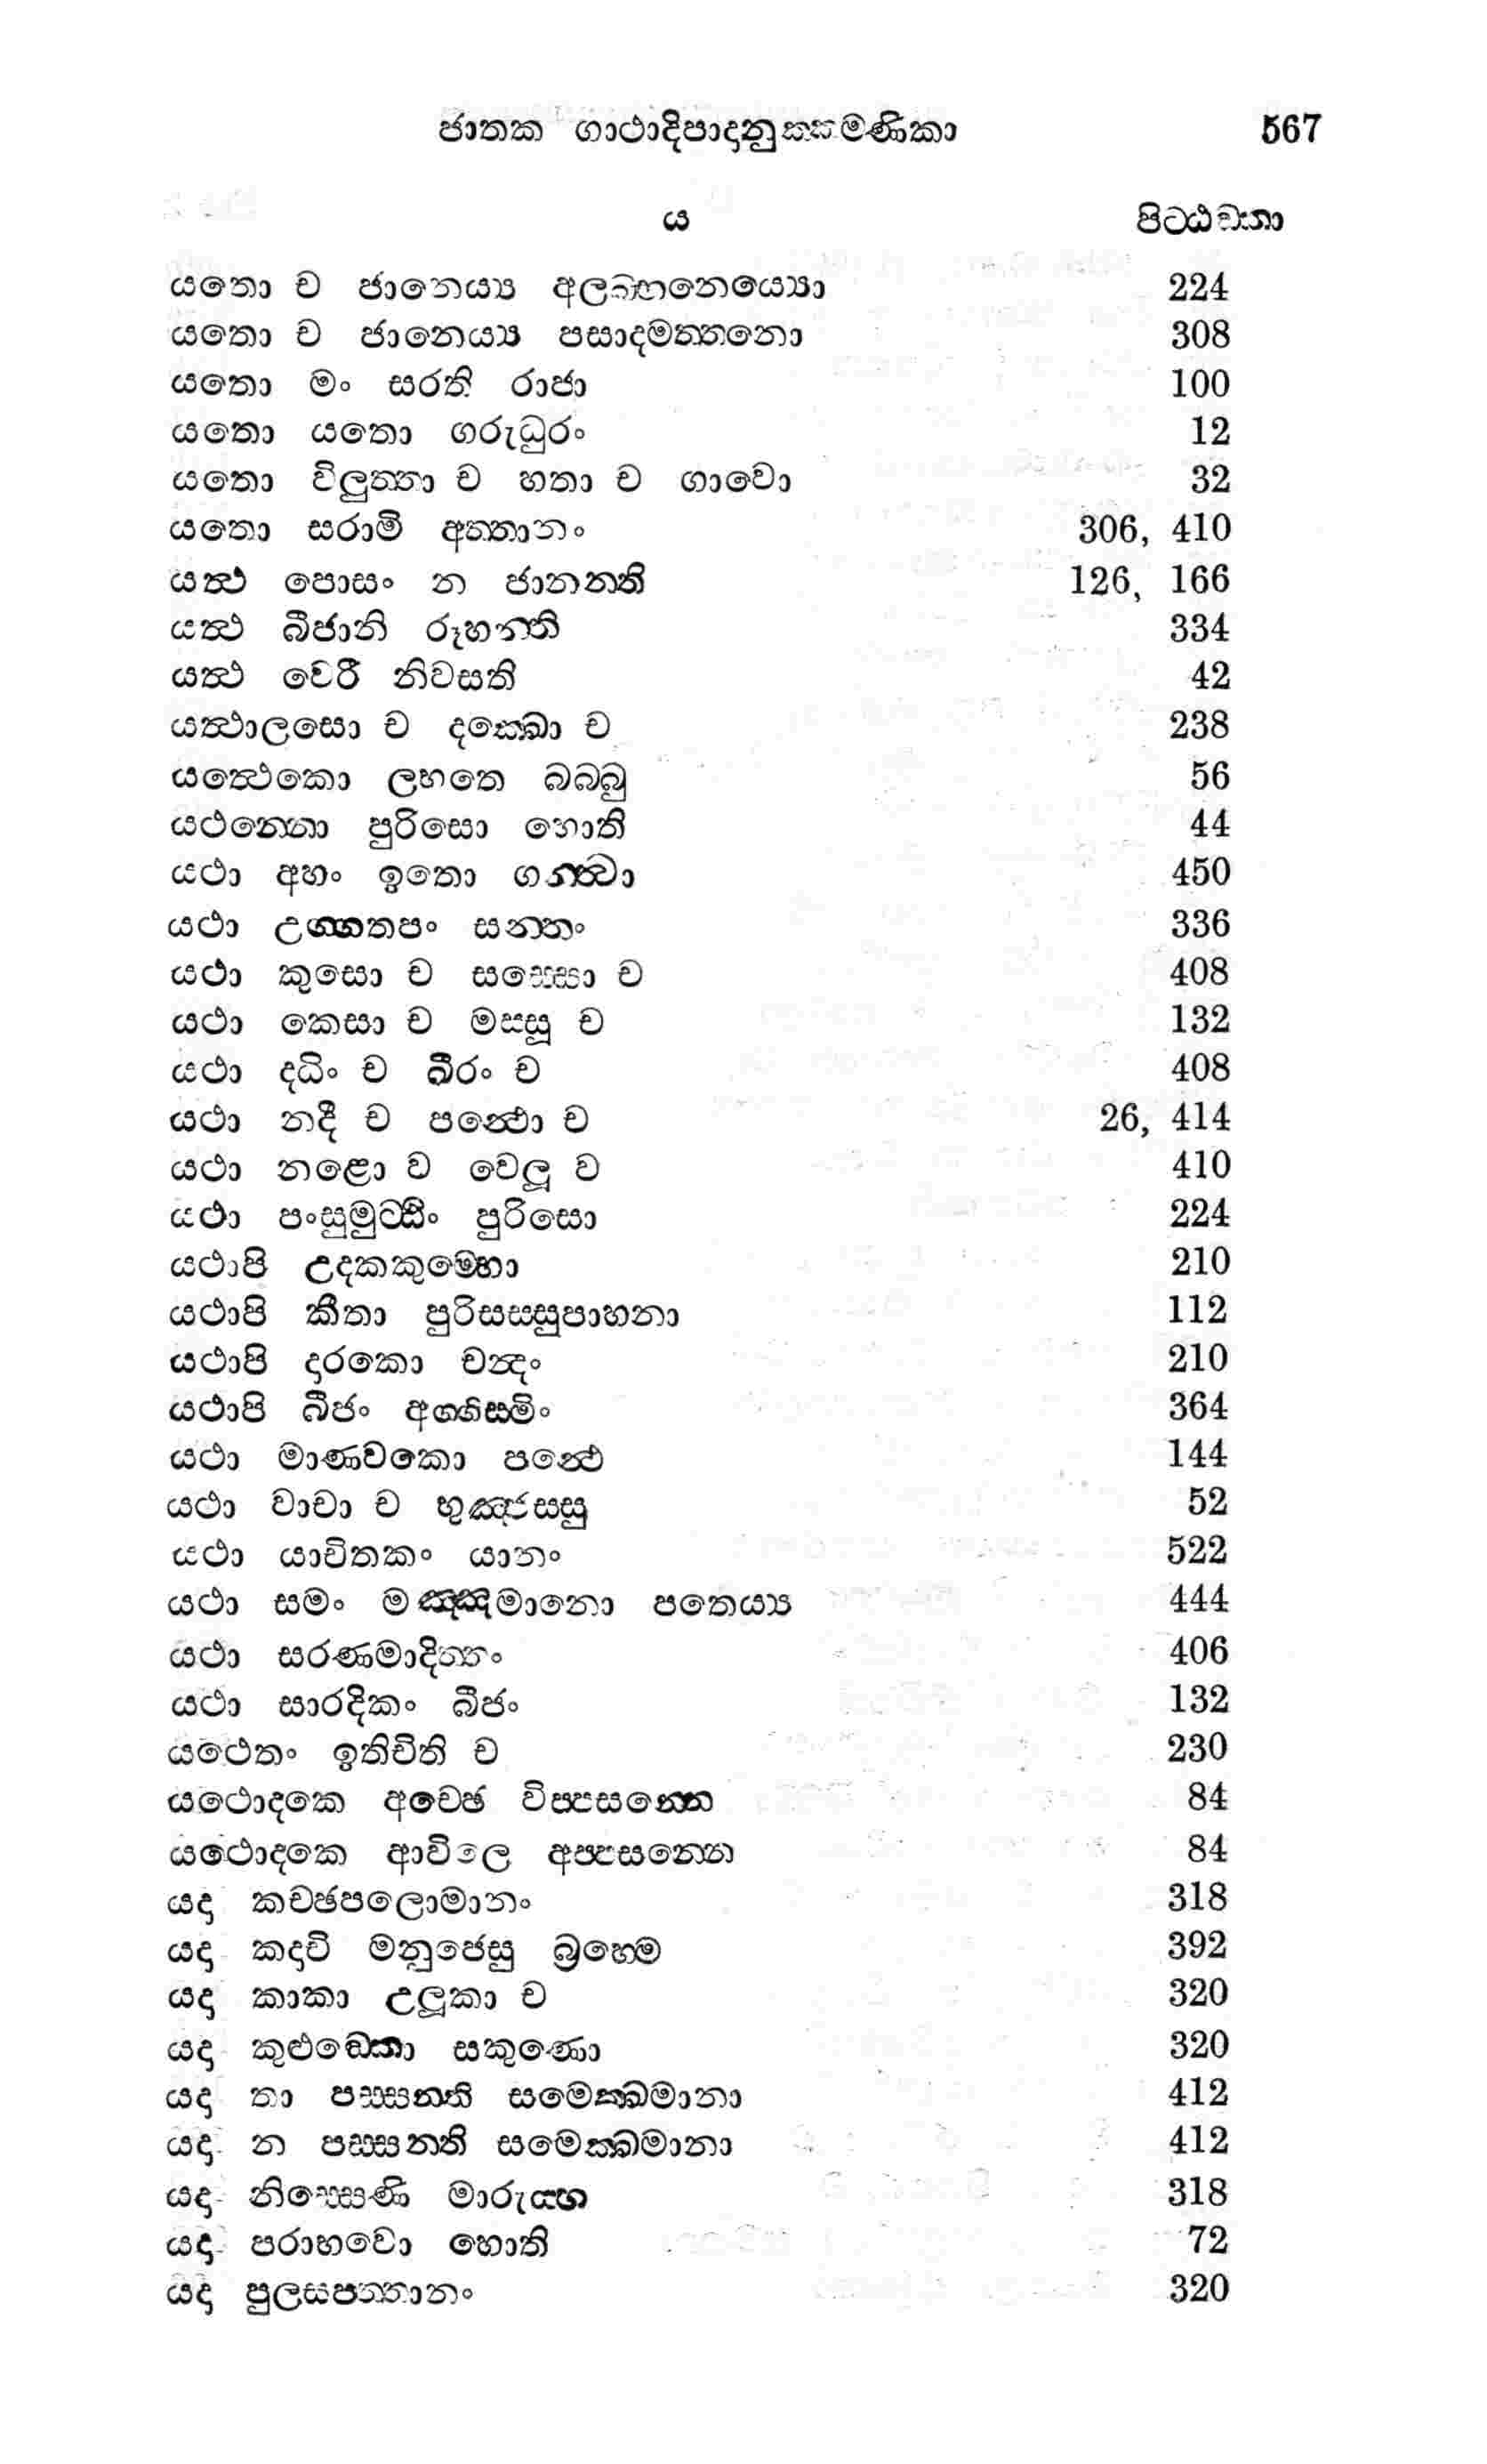 ජාතක ගාථාදිපාදානුක්කමණිකා 567
ය පිට්ඨඞ්කා
යතො ච ජානෙය්‍ය අලබ්භනෙය්‍යො 224
යතො ච ජානෙය්‍ය පසාදමත්තනො 308
යතො මං සරති රාජා 100
යතො යතො ගරුධුරං 12
යතො විලුත්තා ච හතා ච ගාවො 32
යතො සරාමි අත්තානං 306, 410
යත්‍ථ පොසං න ජානන්ති 126, 166
යත්‍ථ බීජානි රූහන්ති 334
යත්‍ථ වෙරී නිවසති 42
යත්‍ථාලසො ච දක්ඛො ච 238
යත්‍ථෙකො ලභතෙ බබ්බු 56
යථන්නො පුරිසො හොති 44
යථා අහං ඉතො ගන්ත්‍වා 450
යථා උග්ගතපං සන්තං 336
යථා කුසො ච සස්සො ච 408
යථා කෙසා ච මස්සූ ච 132
යථා දධිං ච ඛීරං ච 408
යථා නදී ච පන්‍ථො ච 26, 414
යථා නළො ව වෙලූ ව 410
යථා පංසුමුට්ඨිං පුරිසො 224
යථාපි උදකකුම්භො 210
යථාපි කීතා පුරිසස්සුපාහනා 112
යථාපි දාරකො චන්‍දං 210
යථාපි බීජං අග්ගිස්මිං 364
යථා මාණවකො පන්‍ථෙ 144
යථා වාචා ච භුඤ්ජස්සු 52
යථා යාචිතකං යානං 522
යථා සමං මඤ්ඤමානො පතෙය්‍ය 444
යථා සරණමාදිත්තං 406
යථා සාරදිකං බීජං 132
යථෙතං ඉතිචිති ච 230
යථොදකෙ අච්ඡෙ විප්පසන්නෙ 84
යථොදකෙ ආවිලෙ අප්පසන්නෙ 84
යදා කච්ඡපලොමානං 318
යදා කදාචි මනුජෙසු බ්‍රහ්මෙ 392
යදා කාකා උලූකා ච 320
යදා කුළුඞ්කො සකුණො 320
යදා තා පස්සන්ති සමෙක්ඛමානා 412
යදා න පස්සන්ති සමෙක්ඛමානා 412
යදා නිස්සෙණි මාරුය්හ 318
යදා පරාභවො හොති 72
යදා පුලසපත්තානං 320